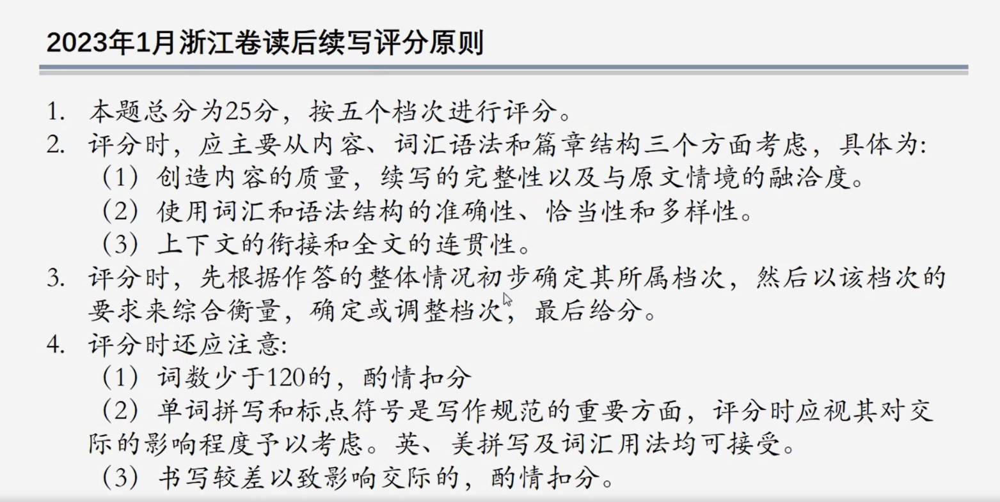 2023年1月浙江卷读后续写评分原则
1. 本题总分为25分，按五个档次进行评分。
2. 评分时，应主要从内容、词汇语法和篇章结构三个方面考虑，具体为:
（1）创造内容的质量，续写的完整性以及与原文情境的融洽度。
（2）使用词汇和语法结构的准确性、恰当性和多样性。
（3）上下文的衔接和全文的连贯性。
3. 评分时，先根据作答的整体情况初步确定其所属档次，然后以该档次的
要求来综合衡量，确定或调整档次，最后给分。
4. 评分时还应注意:
（1）词数少于120的，酌情扣分
（2）单词拼写和标点符号是写作规范的重要方面，评分时应视其对交
际的影响程度予以考虑。英、美拼写及词汇用法均可接受。
（3）书写较差以致影响交际的，酌情扣分。